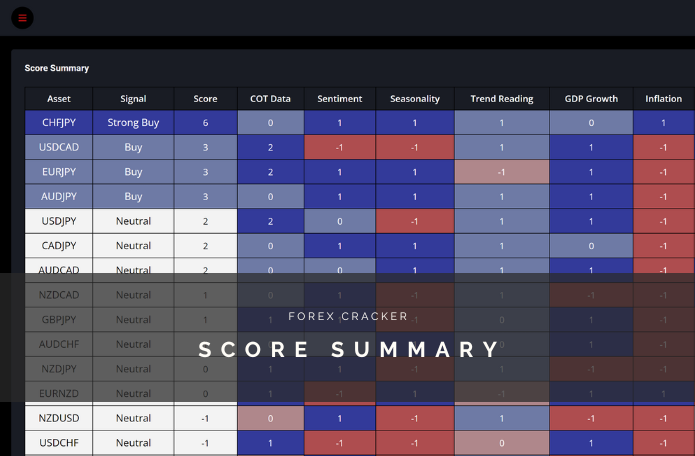 Score Summary
Asset Signal Score COT Data Sentiment Seasonality Trend Reading GDP Growth Inflation
CHFJPY Strong Buy 6 0 1 1 1 0 1
USDCAD Buy 3 2 -1 -1 1 1 -1
EURJPY Buy 3 2 1 1 -1 1 -1
AUDJPY Buy 3 0 1 1 1 1 -1
USDJPY Neutral 2 2 0 -1 1 1 -1
CADJPY Neutral 2 0 1 1 1 0 -1
AUDCAD Neutral 2 0 0 1 1 1 -1
NZDCAD Neutral 1 0 1 -1 1 -1 -1
FOREX CRACKER
GBPJPY Neutral 1 1 -1 0 1 -1
SCORE SUMMARY
AUDCHF Neutral 0 1 -1
NZDJPY Neutral 0 1 1 -1 1 -1 -1
EURNZD Neutral 0 1 -1 1 -1 1 1
NZDUSD Neutral -1 0 1 -1 1 -1 -1
USDCHF Neutral -1 1 -1 -1 0 1 -1